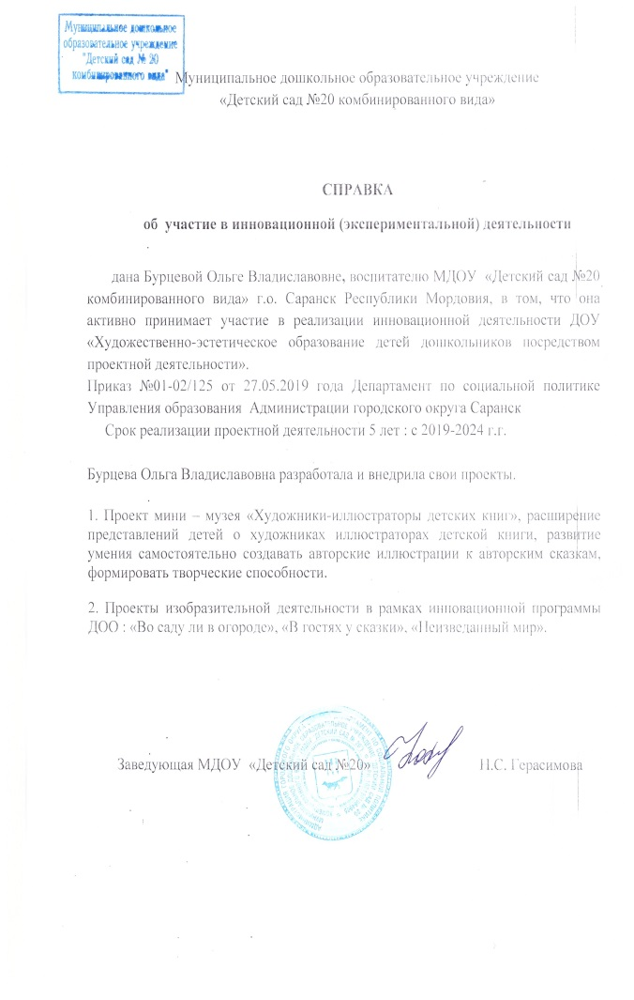 Муниципальное дошкольное
образовательное учреждение
"Детский сад № 20
комбинированного вида"
Муниципальное дошкольное образовательное учреждение
«Детский сад №20 комбинированного вида»
СПРАВКА
об участие в инновационной (экспериментальной) деятельности
дана Бурцевой Ольге Владиславовне, воспитателю МДОУ «Детский сад №20
комбинированного вида» г.о. Саранск Республики Мордовия, в том, что она
активно принимает участие в реализации инновационной деятельности ДОУ
«Художественно-эстетическое образование детей дошкольников посредством
проектной деятельности».
Приказ №01-02/125 от 27.05.2019 года Департамент по социальной политике
Управления образования Администрации городского округа Саранск
Срок реализации проектной деятельности 5 лет : с 2019-2024 г.г.
Бурцева Ольга Владиславовна разработала и внедрила свои проекты.
1. Проект мини – музея «Художники-иллюстраторы детских книг», расширение
представлений детей о художниках иллюстраторах детской книги, развитие
умения самостоятельно создавать авторские иллюстрации к авторским сказкам,
формировать творческие способности.
2. Проекты изобразительной деятельности в рамках инновационной программы
ДОО : «Во саду ли в огороде», «В гостях у сказки», «Неизведанный мир».
Заведующая МДОУ «Детский сад №20» Н.С. Герасимова